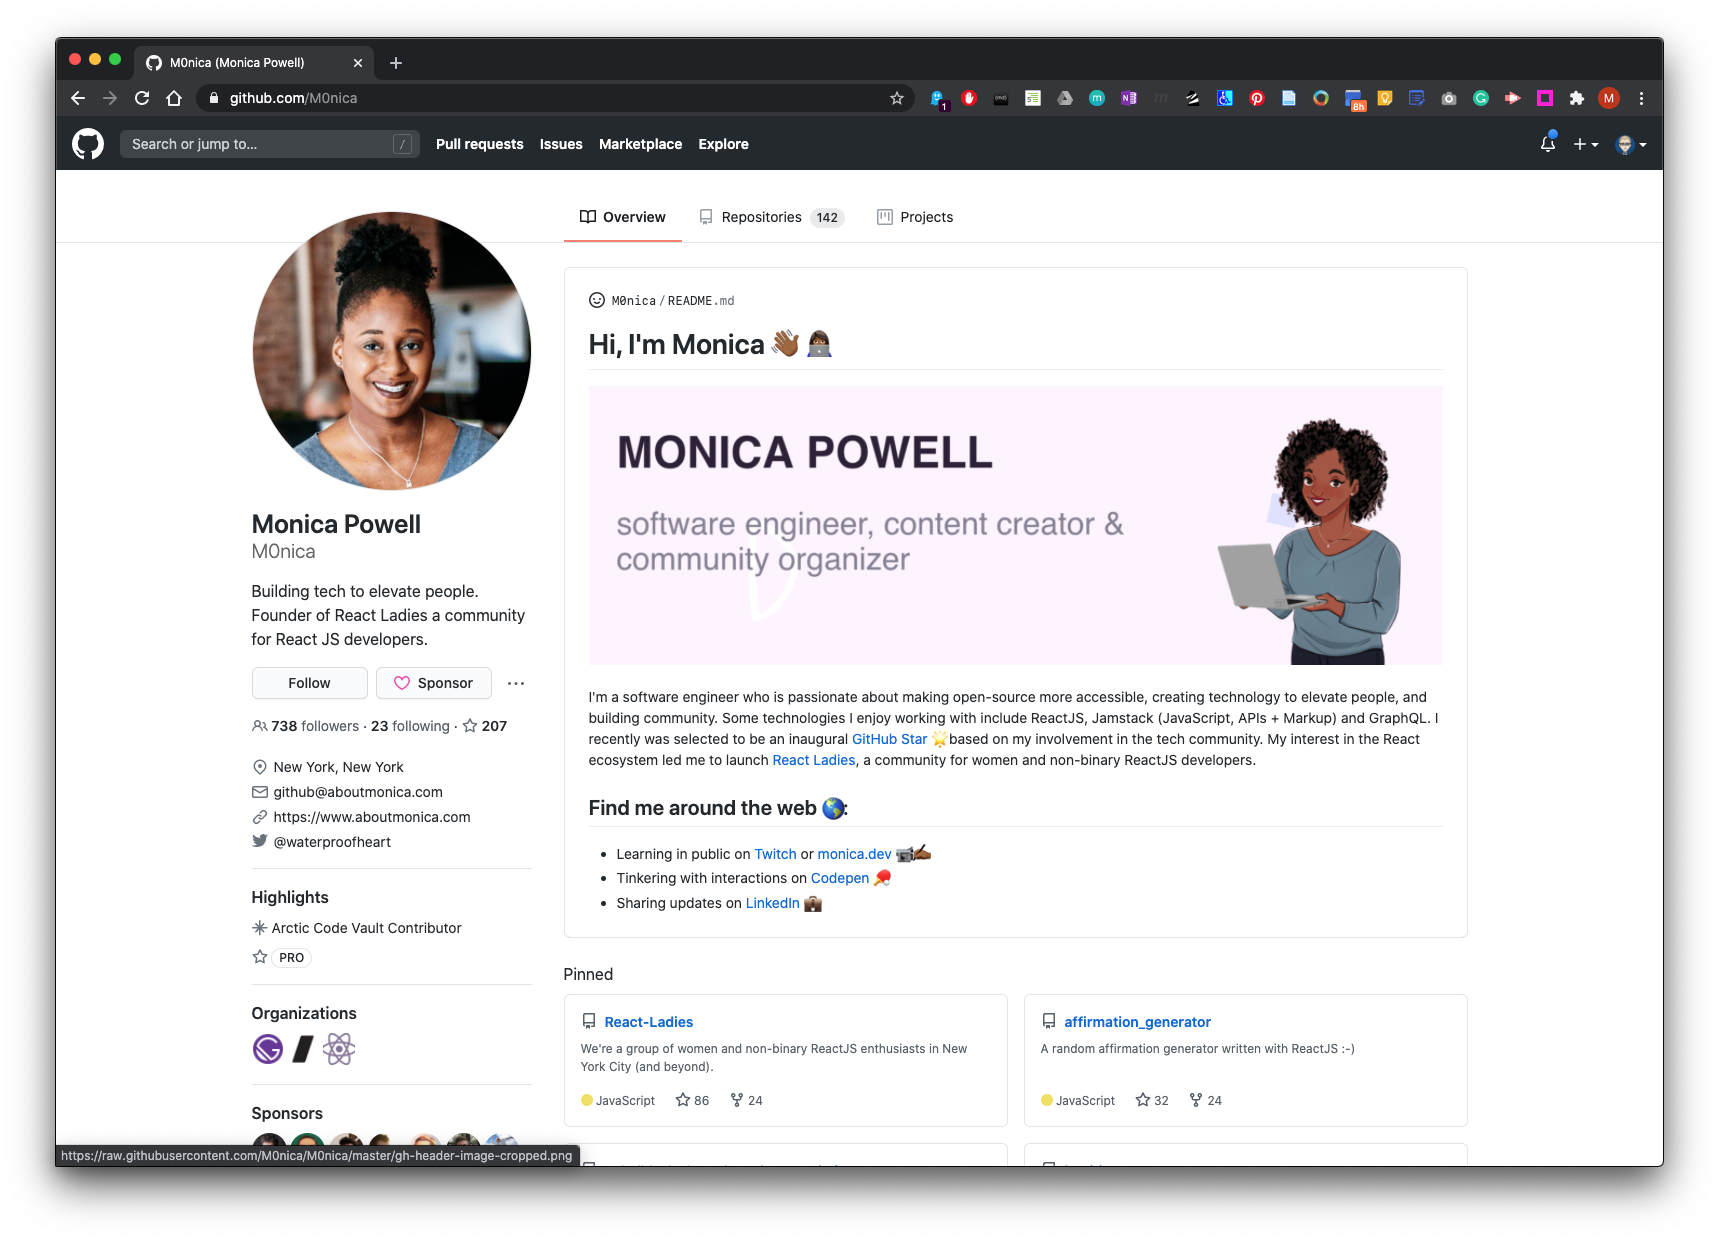 M0nica (Monica Powell)
github.com/M0nica
1
8h
M
Search or jump to...
/
Pull requests
Issues
Marketplace
Explore
Overview
Repositories 142
Projects
Monica Powell
M0nica
Building tech to elevate people.
Founder of React Ladies a community
for React JS developers.
Follow
Sponsor
738 followers · 23 following · 207
New York, New York
github@aboutmonica.com
https://www.aboutmonica.com
@waterproofheart
Highlights
Arctic Code Vault Contributor
PRO
Organizations
Sponsors
M0nica/README.md
Hi, I'm Monica 👋🏾 👩🏾‍💻
MONICA POWELL
software engineer, content creator &
community organizer
I'm a software engineer who is passionate about making open-source more accessible, creating technology to elevate people, and
building community. Some technologies I enjoy working with include ReactJS, Jamstack (JavaScript, APIs + Markup) and GraphQL. I
recently was selected to be an inaugural GitHub Star 🌟based on my involvement in the tech community. My interest in the React
ecosystem led me to launch React Ladies, a community for women and non-binary ReactJS developers.
Find me around the web 🌎:
• Learning in public on Twitch or monica.dev 📹✍🏾
• Tinkering with interactions on Codepen 🏓
• Sharing updates on LinkedIn 💼
Pinned
React-Ladies
We're a group of women and non-binary ReactJS enthusiasts in New
York City (and beyond).
JavaScript 86 24
affirmation_generator
A random affirmation generator written with ReactJS :-)
JavaScript 32 24
https://raw.githubusercontent.com/M0nica/M0nica/master/gh-header-image-cropped.png